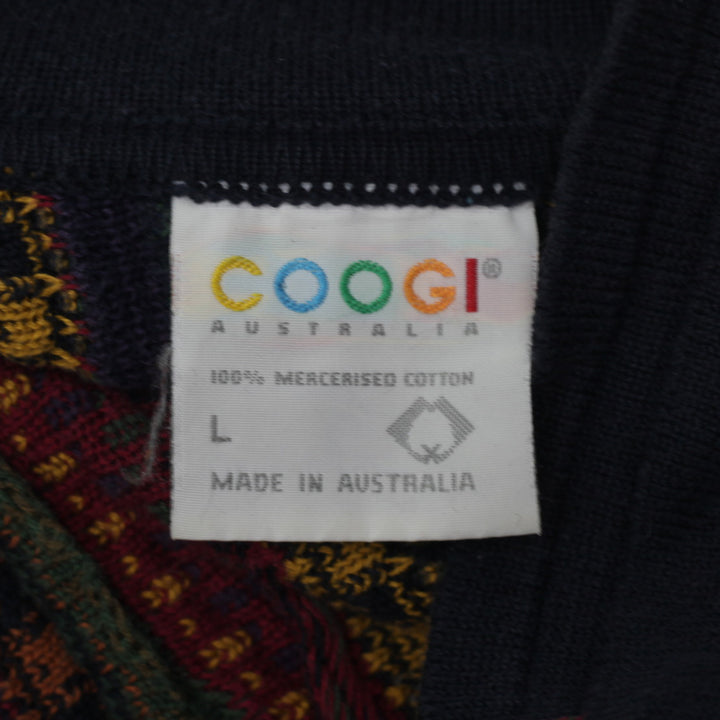 COOGI®
AUSTRALIA
100% MERCERISED COTTON
L
MADE IN AUSTRALIA